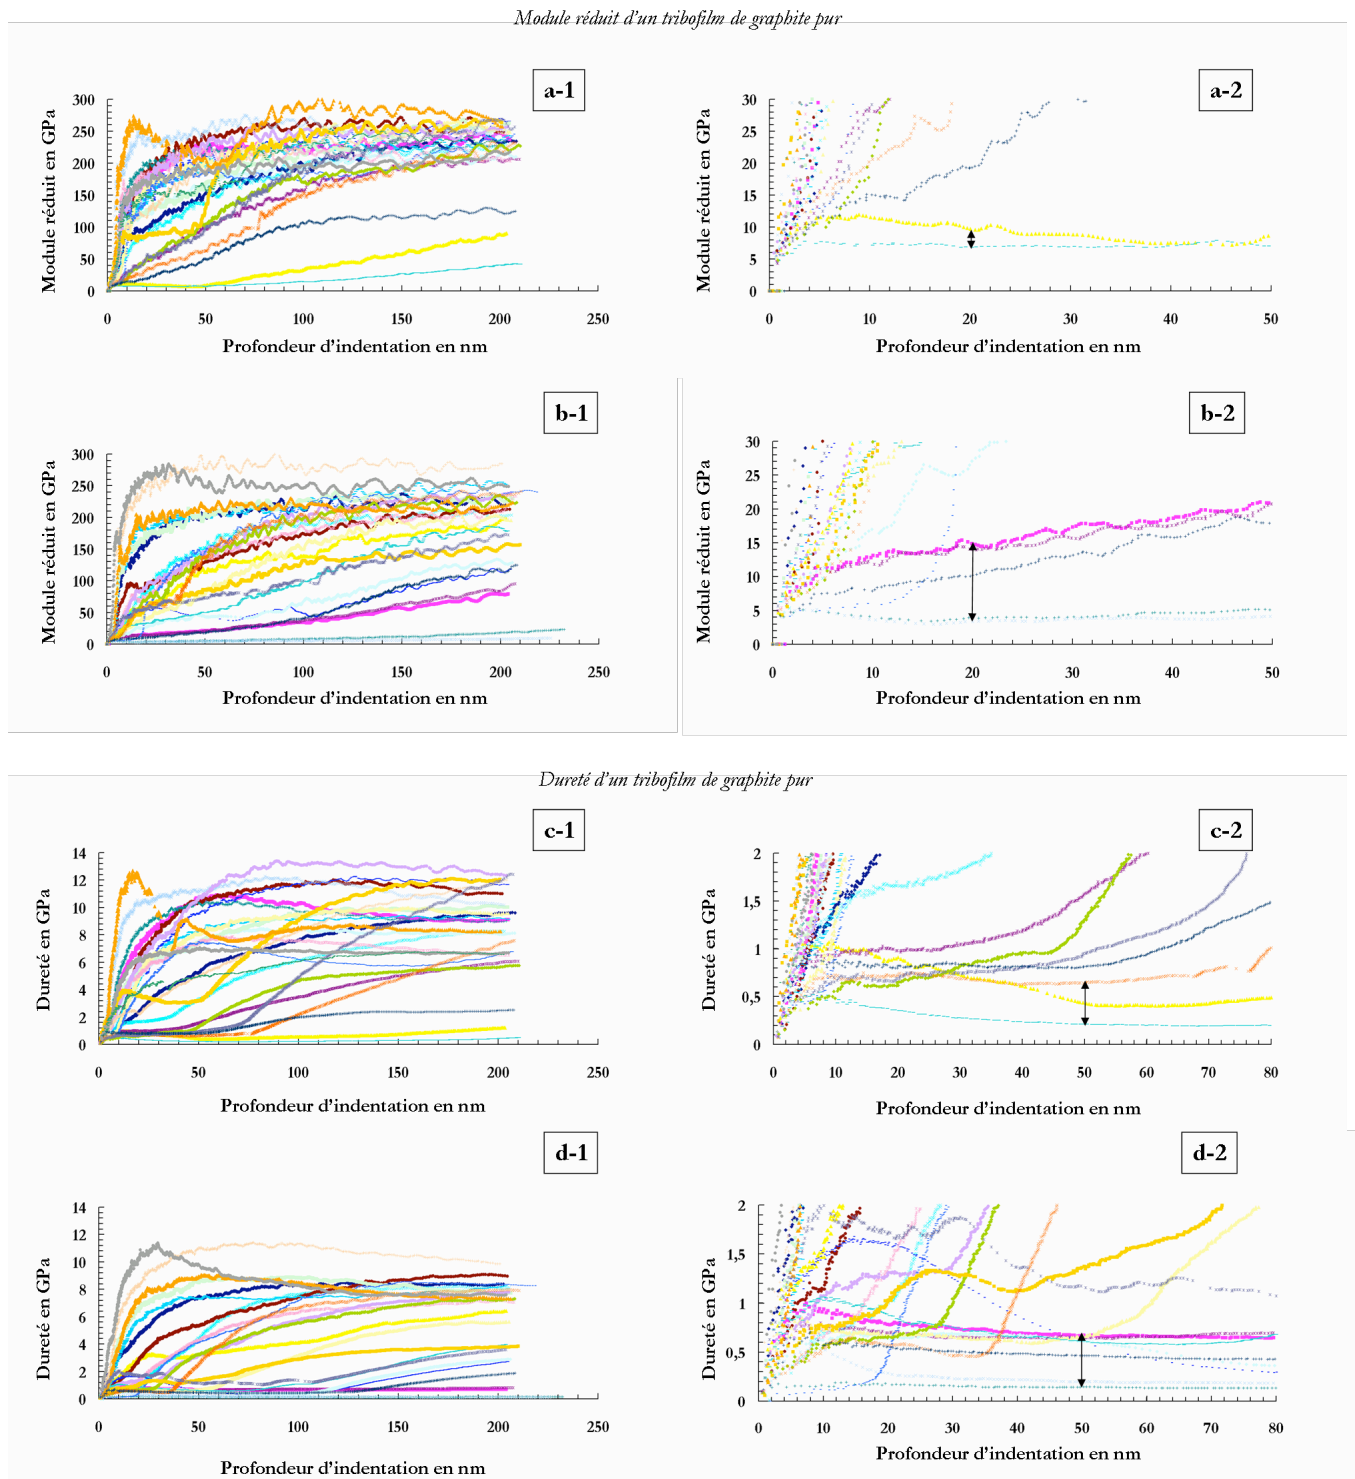 Module réduit d'un tribofilm de graphite pur
a-1
a-2
Module réduit en GPa
300
250
200
150
100
50
0
0 50 100 150 200 250
Profondeur d'indentation en nm
Module réduit en GPa
30
25
20
15
10
5
0
0 10 20 30 40 50
Profondeur d'indentation en nm
b-1
b-2
Module réduit en GPa
300
250
200
150
100
50
0
0 50 100 150 200 250
Profondeur d'indentation en nm
Module réduit en GPa
30
25
20
15
10
5
0
0 10 20 30 40 50
Profondeur d'indentation en nm
Dureté d'un tribofilm de graphite pur
c-1
c-2
Dureté en GPa
14
12
10
8
6
4
2
0
0 50 100 150 200 250
Profondeur d'indentation en nm
Dureté en GPa
2
1,5
1
0,5
0
0 10 20 30 40 50 60 70 80
Profondeur d'indentation en nm
d-1
d-2
Dureté en GPa
14
12
10
8
6
4
2
0
0 50 100 150 200 250
Profondeur d'indentation en nm
Dureté en GPa
2
1,5
1
0,5
0
0 10 20 30 40 50 60 70 80
Profondeur d'indentation en nm